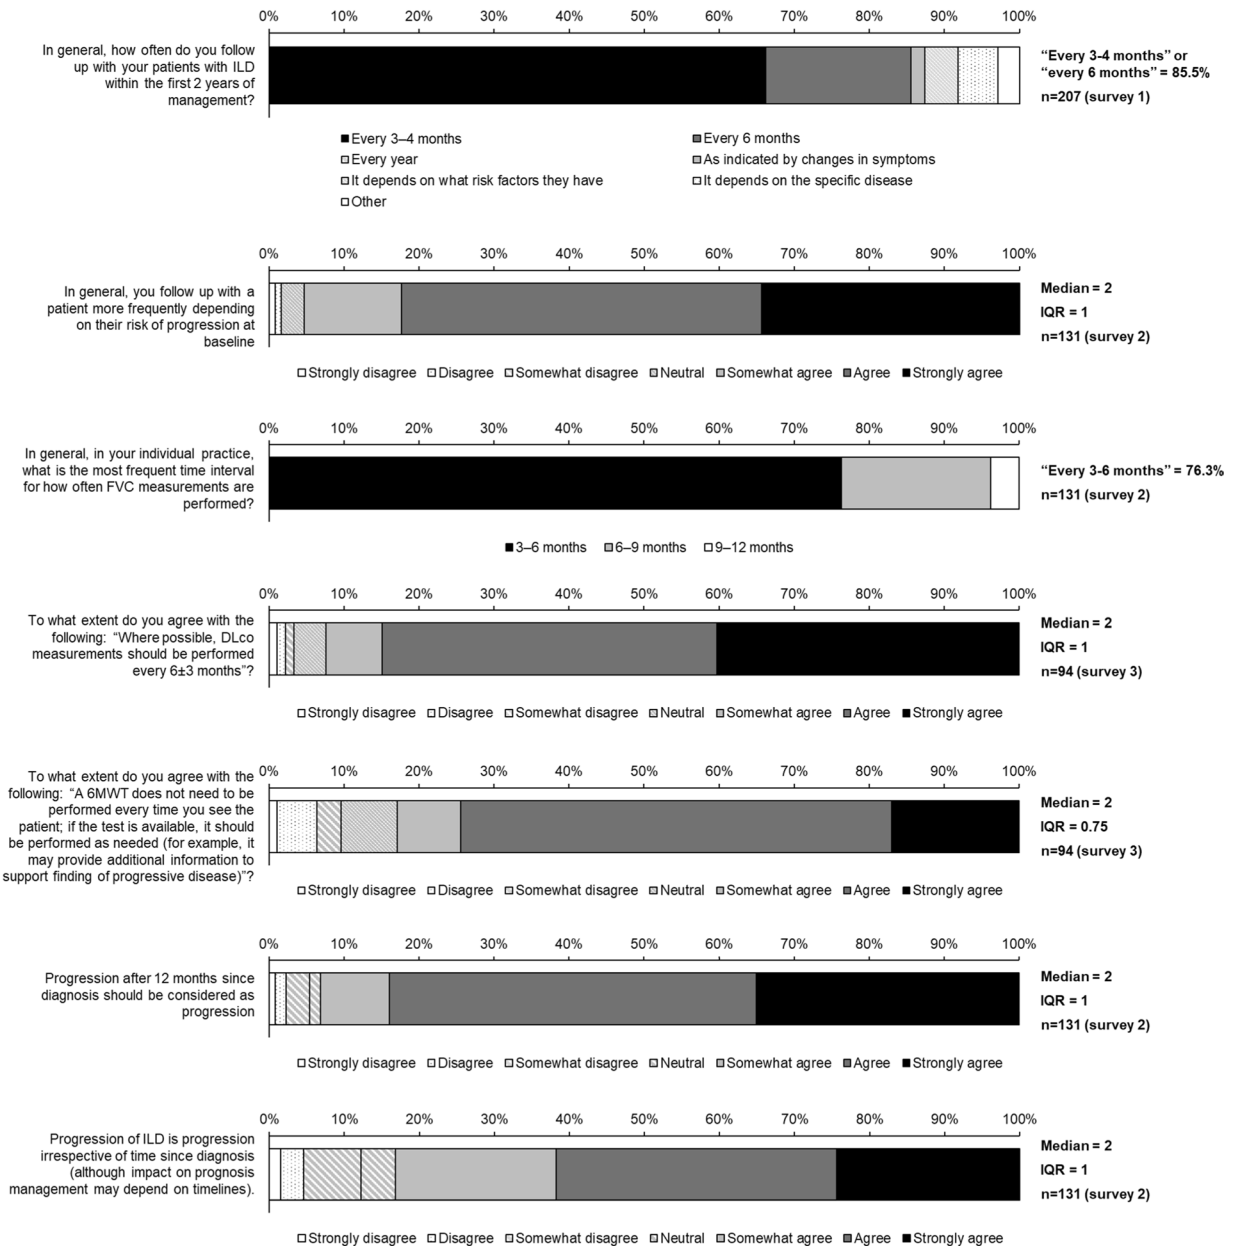 0% 10% 20% 30% 40% 50% 60% 70% 80% 90% 100%
In general, how often do you follow
up with your patients with ILD
within the first 2 years of
management?
“Every 3-4 months” or
“every 6 months” = 85.5%
n=207 (survey 1)
Every 3–4 months Every 6 months
Every year As indicated by changes in symptoms
It depends on what risk factors they have It depends on the specific disease
Other
0% 10% 20% 30% 40% 50% 60% 70% 80% 90% 100%
In general, you follow up with a
patient more frequently depending
on their risk of progression at
baseline
Median = 2
IQR = 1
n=131 (survey 2)
Strongly disagree Disagree Somewhat disagree Neutral Somewhat agree Agree Strongly agree
0% 10% 20% 30% 40% 50% 60% 70% 80% 90% 100%
In general, in your individual practice,
what is the most frequent time interval
for how often FVC measurements are
performed?
“Every 3-6 months” = 76.3%
n=131 (survey 2)
3–6 months 6–9 months 9–12 months
0% 10% 20% 30% 40% 50% 60% 70% 80% 90% 100%
To what extent do you agree with the
following: “Where possible, DLco
measurements should be performed
every 6±3 months”?
Median = 2
IQR = 1
n=94 (survey 3)
Strongly disagree Disagree Somewhat disagree Neutral Somewhat agree Agree Strongly agree
0% 10% 20% 30% 40% 50% 60% 70% 80% 90% 100%
To what extent do you agree with the
following: “A 6MWT does not need to be
performed every time you see the
patient; if the test is available, it should
be performed as needed (for example, it
may provide additional information to
support finding of progressive disease)”?
Median = 2
IQR = 0.75
n=94 (survey 3)
Strongly disagree Disagree Somewhat disagree Neutral Somewhat agree Agree Strongly agree
0% 10% 20% 30% 40% 50% 60% 70% 80% 90% 100%
Progression after 12 months since
diagnosis should be considered as
progression
Median = 2
IQR = 1
n=131 (survey 2)
Strongly disagree Disagree Somewhat disagree Neutral Somewhat agree Agree Strongly agree
0% 10% 20% 30% 40% 50% 60% 70% 80% 90% 100%
Progression of ILD is progression
irrespective of time since diagnosis
(although impact on prognosis
management may depend on timelines).
Median = 2
IQR = 1
n=131 (survey 2)
Strongly disagree Disagree Somewhat disagree Neutral Somewhat agree Agree Strongly agree